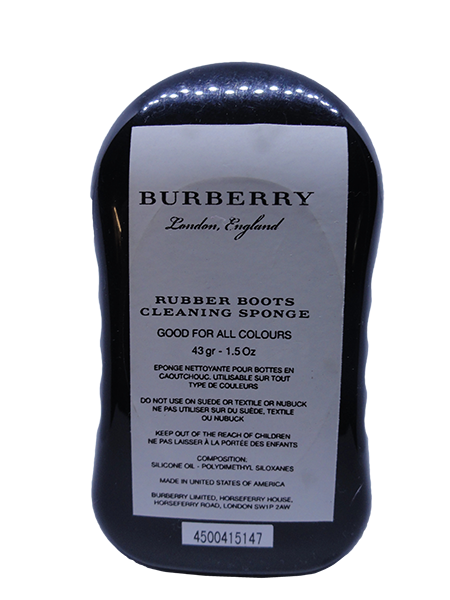 BURBERRY
London, England
RUBBER BOOTS
CLEANING SPONGE
GOOD FOR ALL COLOURS
43 gr - 1.5 Oz
EPONGE NETTOYANTE POUR BOTTES EN
CAOUTCHOUC. UTILISABLE SUR TOUT
TYPE DE COULEURS
DO NOT USE ON SUEDE OR TEXTILE OR NUBUCK
NE PAS UTILISER SUR DU SUÈDE, TEXTILE
OU NUBUCK
KEEP OUT OF THE REACH OF CHILDREN
NE PAS LAISSER À LA PORTÉE DES ENFANTS
COMPOSITION:
SILICONE OIL - POLYDIMETHYL SILOXANES
MADE IN UNITED STATES OF AMERICA
BURBERRY LIMITED, HORSEFERRY HOUSE,
HORSEFERRY ROAD, LONDON SW1P 2AW
4500415147